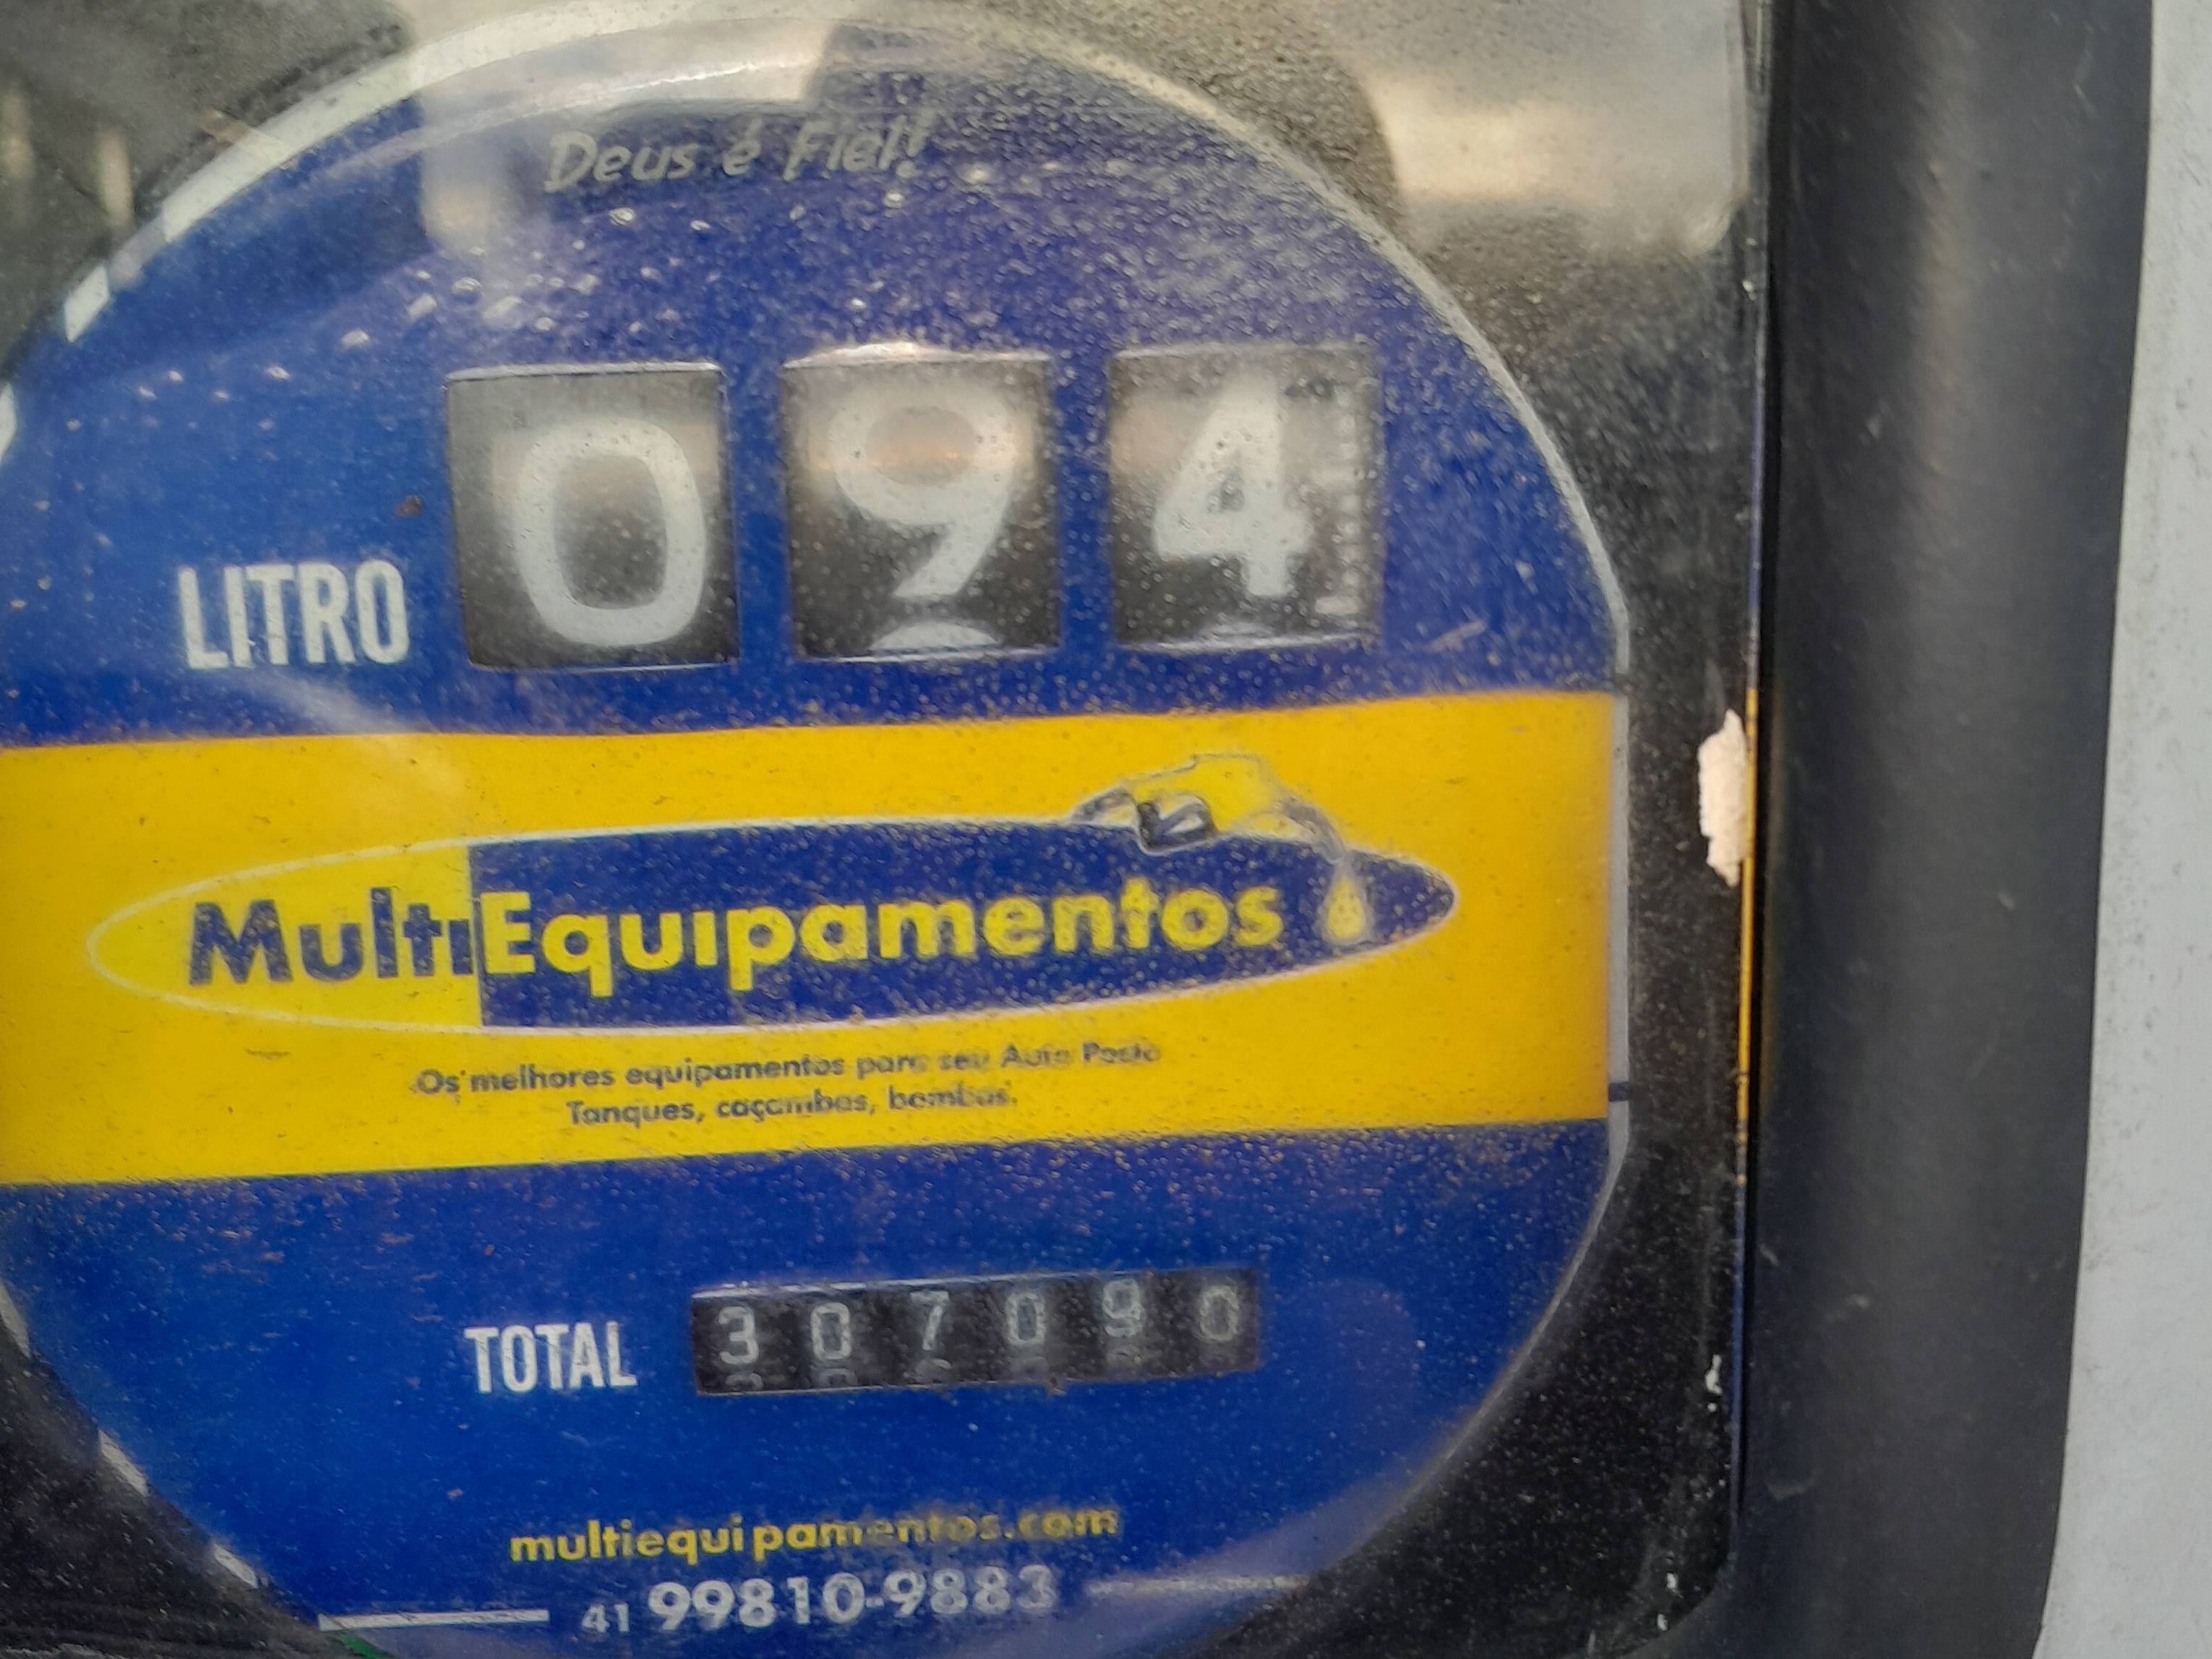 Deus é Fiel!
LITRO 094
MultiEquipamentos
Os melhores equipamentos para seu Auto Posto
Tanques, caçambas, bombas.
TOTAL 307090
multiequipamentos.com
41 99810-9883